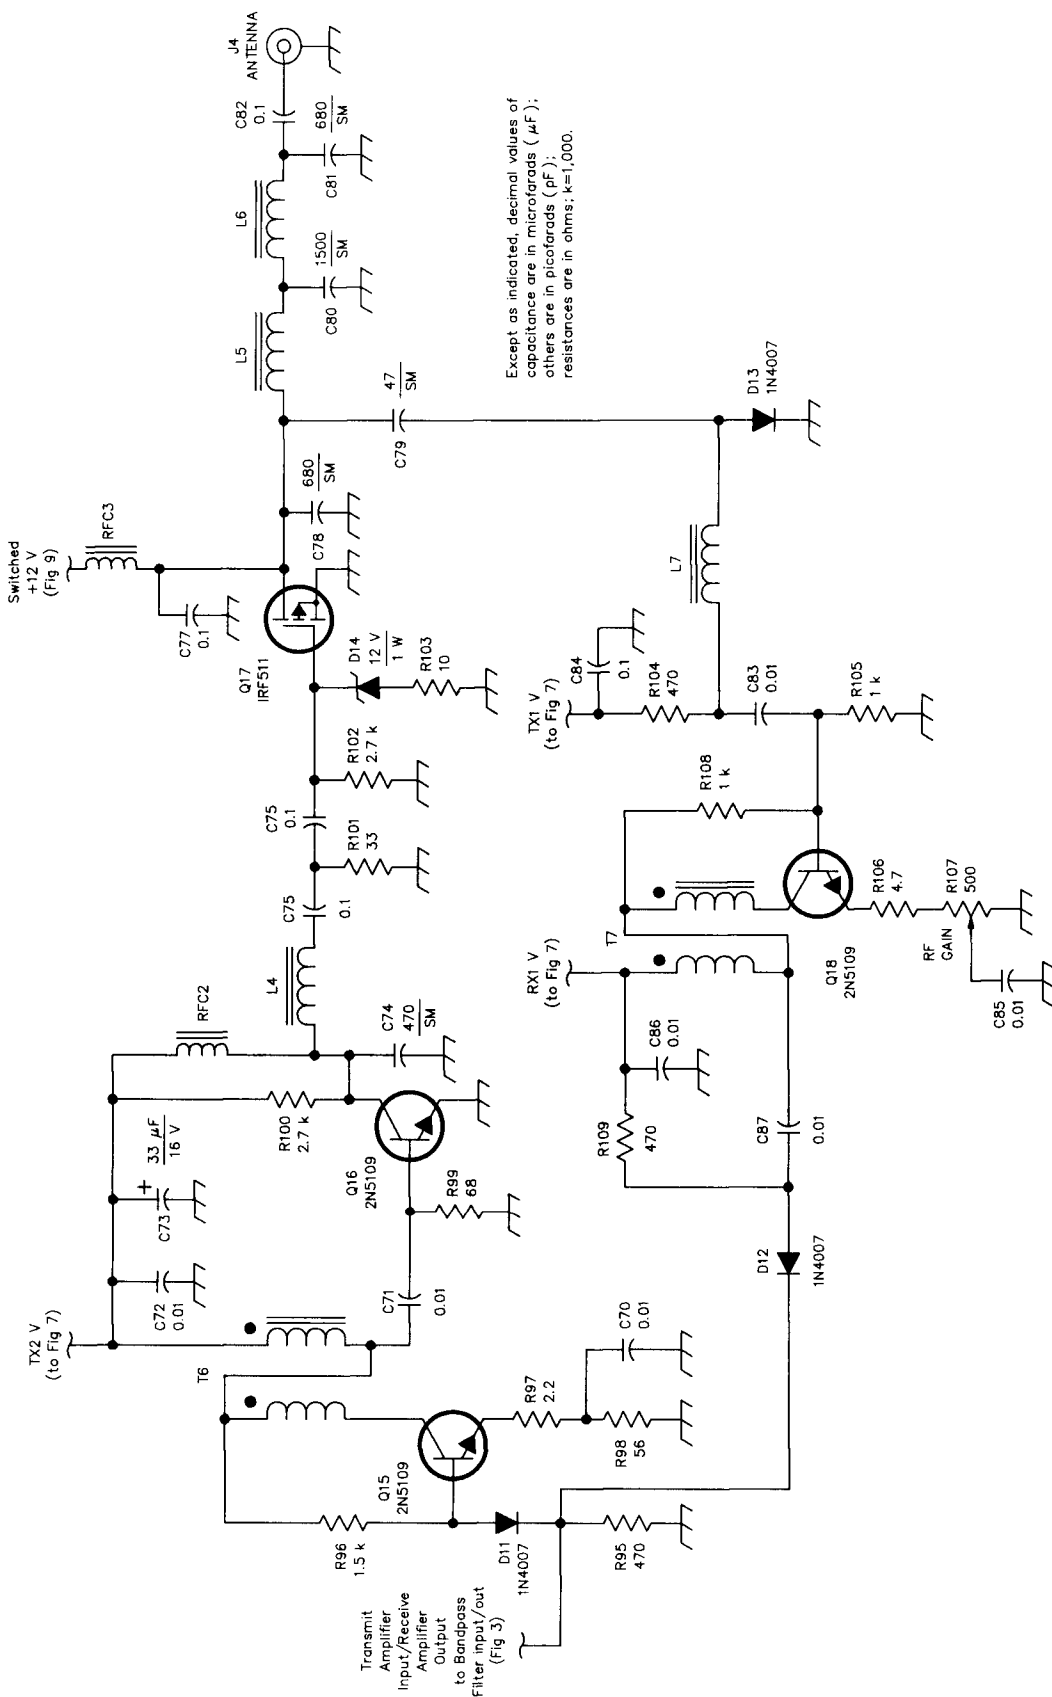 Switched
+12 V
(Fig 9)
RFC3
C77
0.1
Q17
IRF511
680
SM
C78
L5
1500
SM
C80
L6
680
SM
C81
C82
0.1
J4
ANTENNA
D14
12 V
1 W
R103
10
R102
2.7 k
C75
0.1
R101
33
C75
0.1
L4
47
SM
C79
Except as indicated, decimal values of
capacitance are in microfarads ( µF );
others are in picofarads ( pF );
resistances are in ohms; k=1,000.
TX2 V
(to Fig 7)
C72
0.01
33 µF
16 V
+
C73
RFC2
R100
2.7 k
C74
470
SM
Q16
2N5109
R99
68
C71
0.01
T6
Q15
2N5109
R96
1.5 k
R97
2.2
C70
0.01
R98
56
D11
1N4007
R95
470
Transmit
Amplifier
Input/Receive
Amplifier
Output
to Bandpass
Filter input/out
(Fig 3)
TX1 V
(to Fig 7)
C84
0.1
R104
470
L7
D13
1N4007
C83
0.01
R105
1 k
R108
1 k
T7
RX1 V
(to Fig 7)
C86
0.01
R109
470
Q18
2N5109
R106
4.7
R107
500
RF
GAIN
C85
0.01
C87
0.01
D12
1N4007